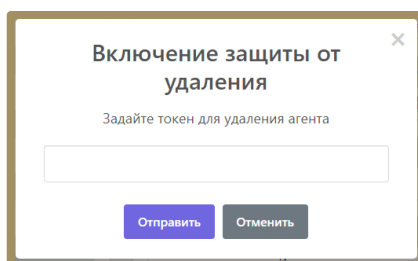 Включение защиты от
удаления
Задайте токен для удаления агента
Отправить
Отменить